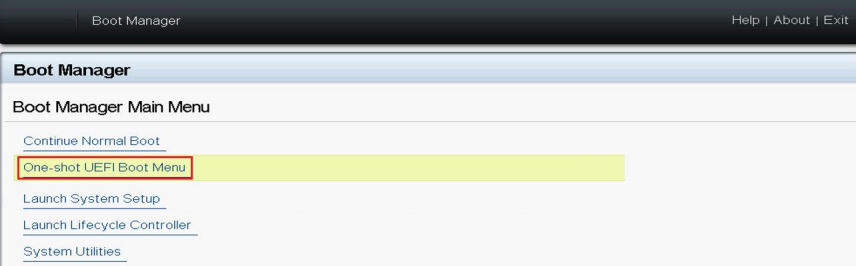 Boot Manager
Help | About | Exit
Boot Manager
Boot Manager Main Menu
Continue Normal Boot
One-shot UEFI Boot Menu
Launch System Setup
Launch Lifecycle Controller
System Utilities